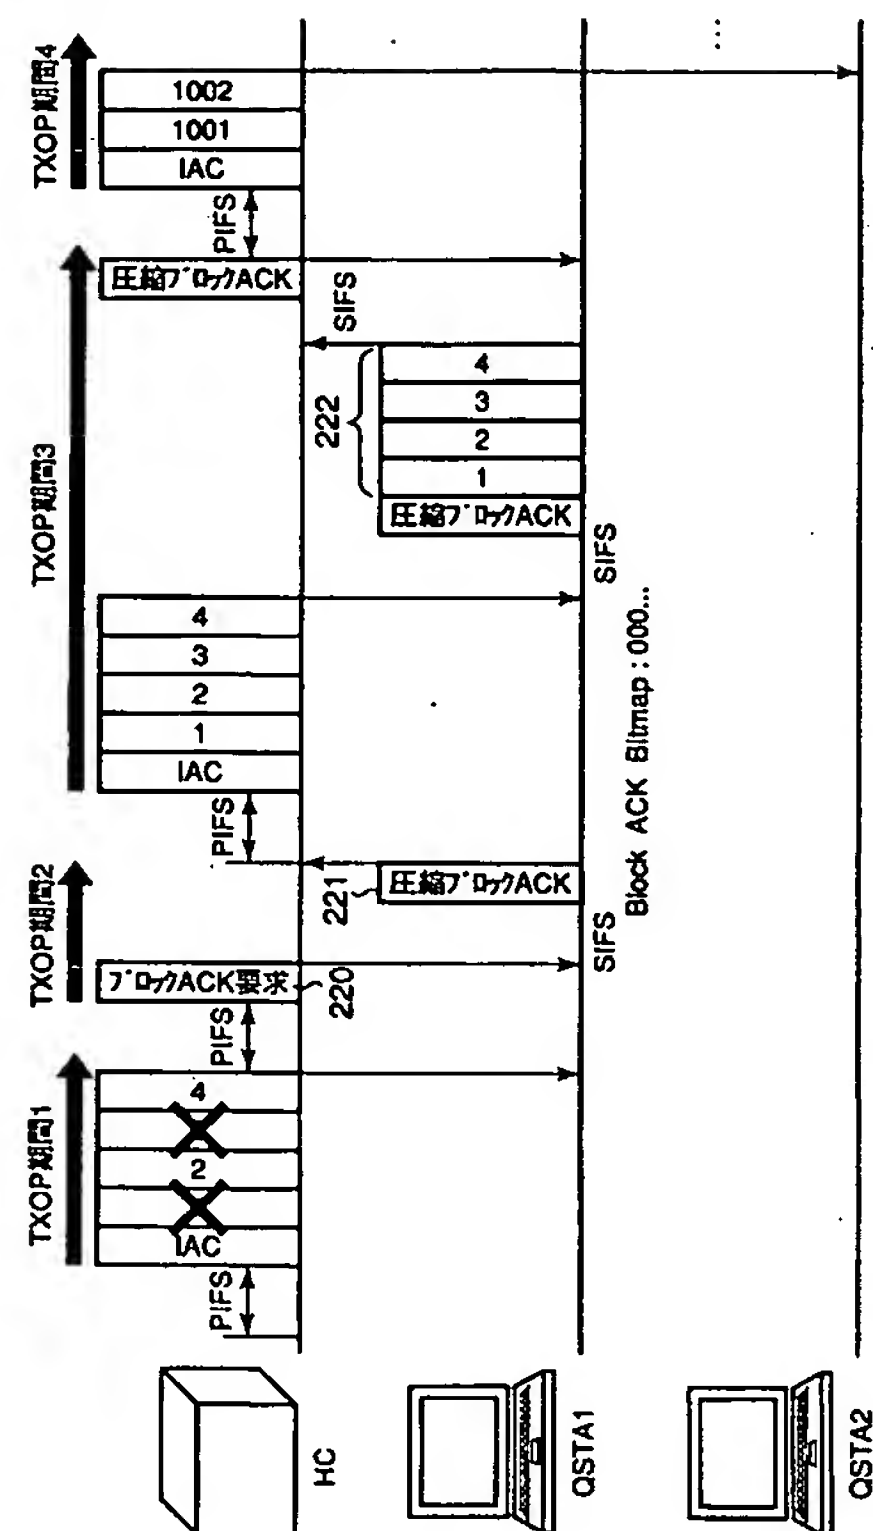 TXOP期間1
TXOP期間2
TXOP期間3
TXOP期間4
HC
PIFS
IAC
2
4
PIFS
ブロックACK要求
220
PIFS
IAC
1
2
3
4
圧縮ブロックACK
PIFS
IAC
1001
1002
QSTA1
SIFS
221
圧縮ブロックACK
Block ACK Bitmap : 000...
SIFS
圧縮ブロックACK
1
2
3
4
222
SIFS
QSTA2
...